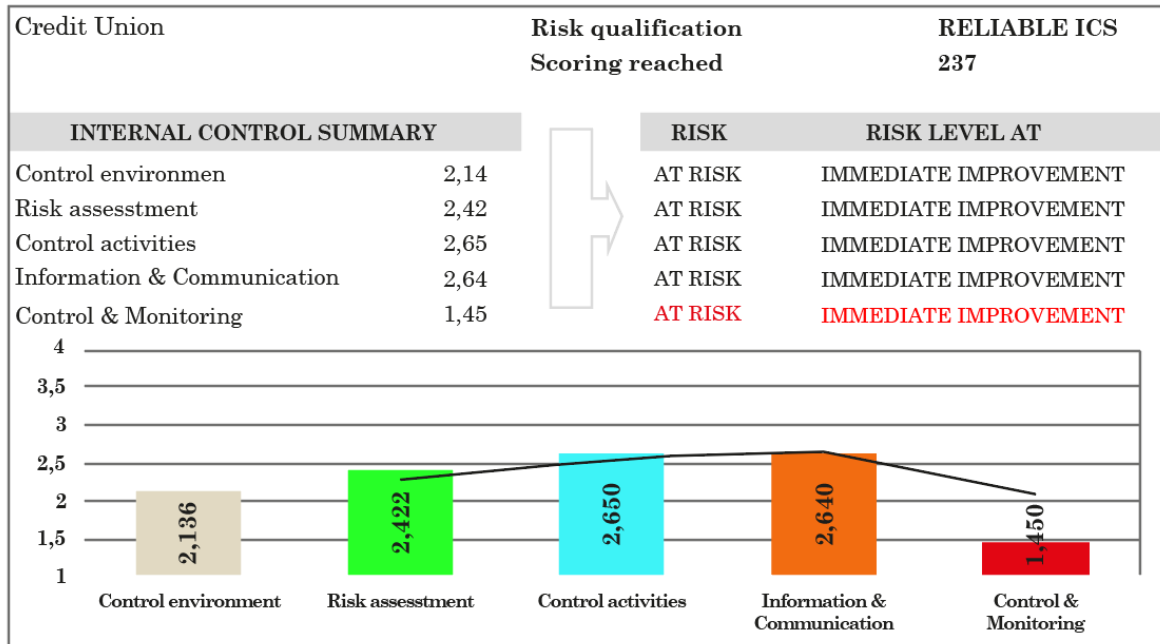 Credit Union Risk qualification RELIABLE ICS
Scoring reached 237
INTERNAL CONTROL SUMMARY RISK RISK LEVEL AT
Control environmen 2,14 AT RISK IMMEDIATE IMPROVEMENT
Risk assesstment 2,42 AT RISK IMMEDIATE IMPROVEMENT
Control activities 2,65 AT RISK IMMEDIATE IMPROVEMENT
Information & Communication 2,64 AT RISK IMMEDIATE IMPROVEMENT
Control & Monitoring 1,45 AT RISK IMMEDIATE IMPROVEMENT
4
3,5
3
2,5
2
1,5
1
2,136
2,422
2,650
2,640
1,450
Control environment
Risk assesstment
Control activities
Information &
Communication
Control &
Monitoring